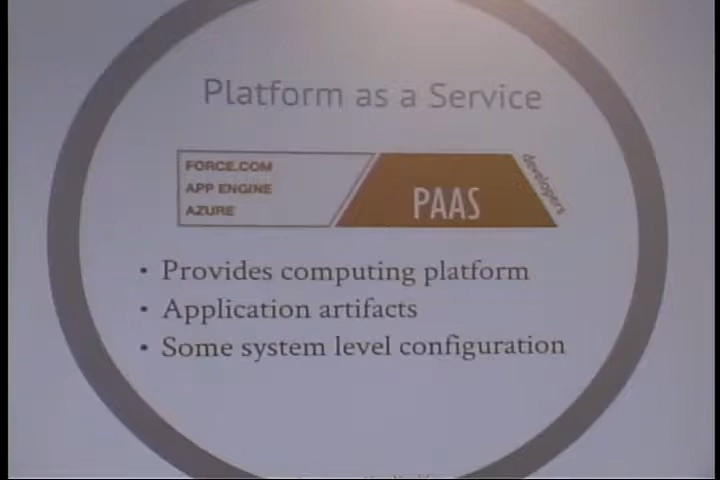 Platform as a Service
FORCE.COM
APP ENGINE
AZURE
PAAS
developers
• Provides computing platform
• Application artifacts
• Some system level configuration